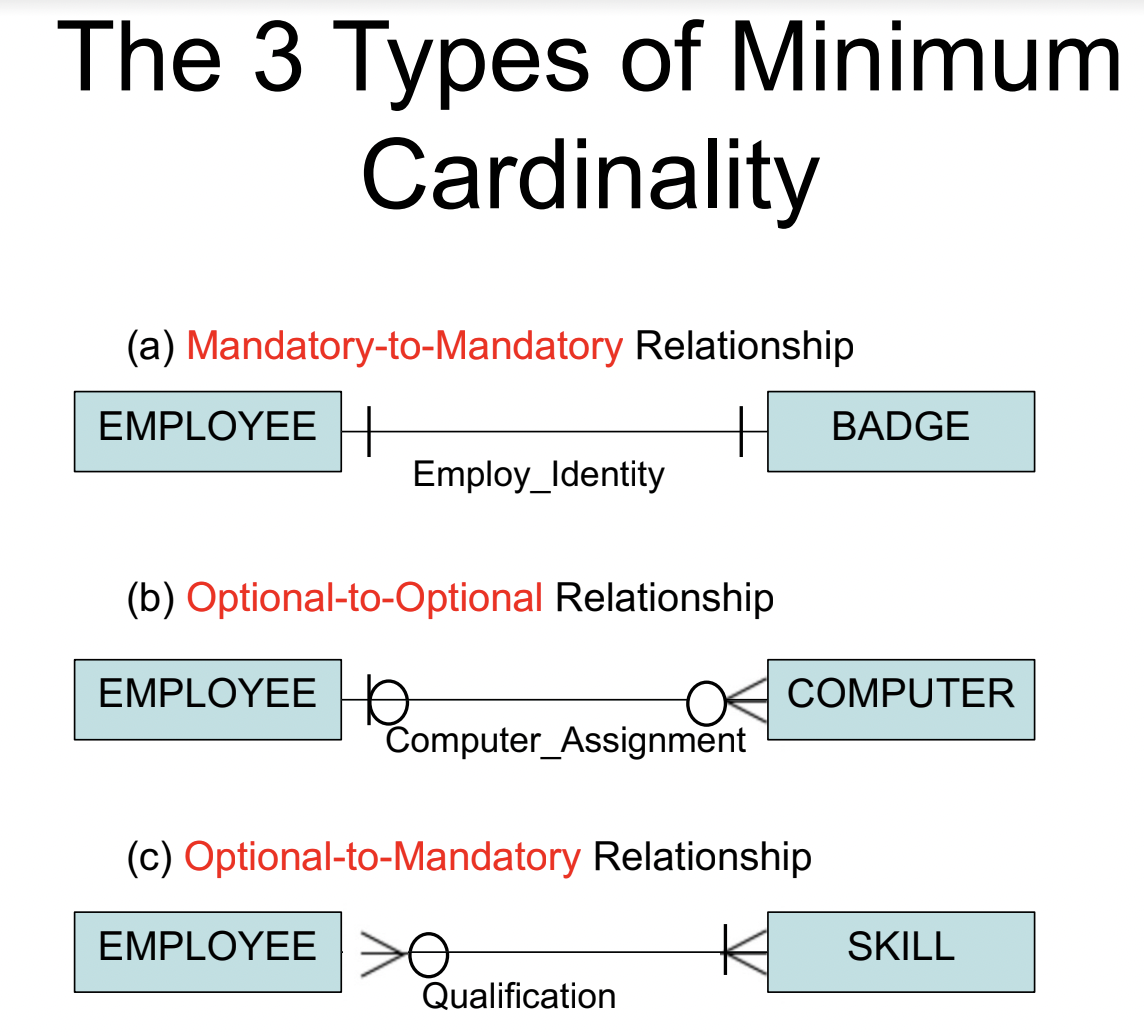 The 3 Types of Minimum
Cardinality
(a) Mandatory-to-Mandatory Relationship
EMPLOYEE
BADGE
Employ_Identity
(b) Optional-to-Optional Relationship
EMPLOYEE
COMPUTER
Computer_Assignment
(c) Optional-to-Mandatory Relationship
EMPLOYEE
SKILL
Qualification